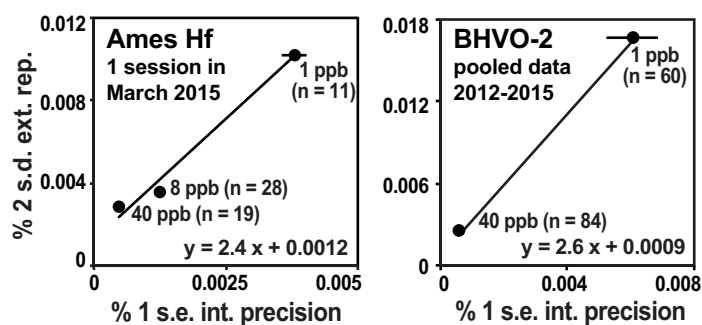 % 2 s.d. ext. rep.
0.012
0.008
0.004
0
Ames Hf
1 session in
March 2015
1 ppb
(n = 11)
8 ppb (n = 28)
40 ppb (n = 19)
y = 2.4 x + 0.0012
0
0.0025
0.005
% 1 s.e. int. precision
0.018
0.012
0.006
0
BHVO-2
pooled data
2012-2015
1 ppb
(n = 60)
40 ppb (n = 84)
y = 2.6 x + 0.0009
0
0.004
0.008
% 1 s.e. int. precision